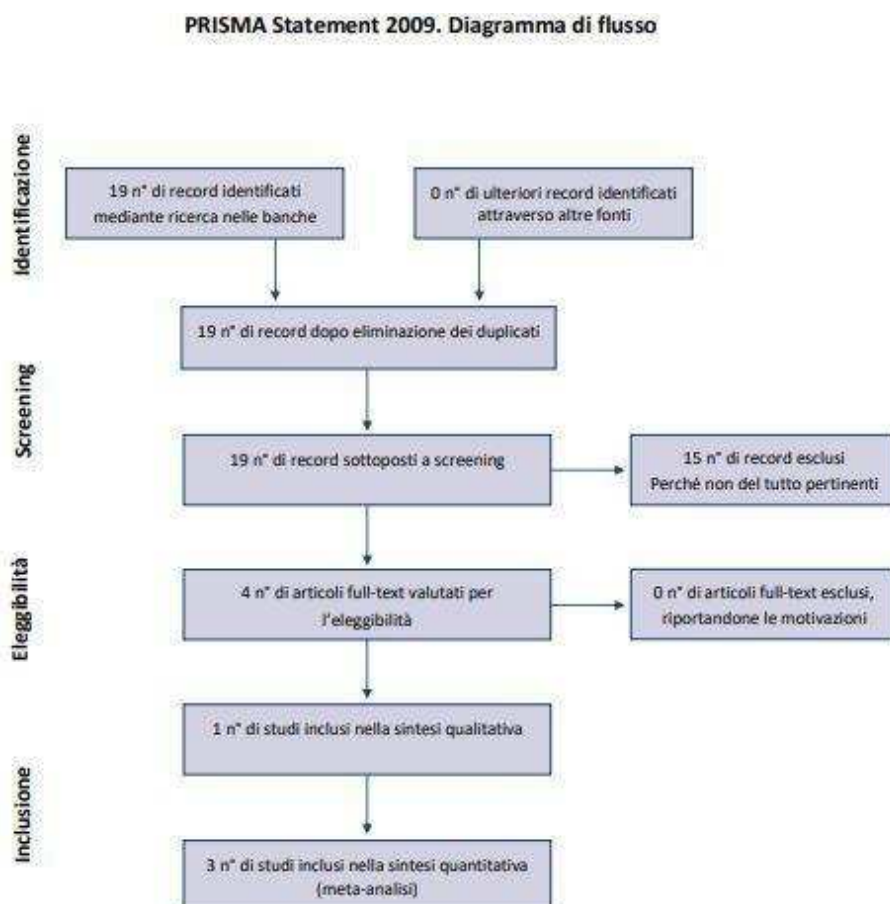 PRISMA Statement 2009. Diagramma di flusso
Identificazione
19 n° di record identificati
mediante ricerca nelle banche
0 n° di ulteriori record identificati
attraverso altre fonti
19 n° di record dopo eliminazione dei duplicati
Screening
19 n° di record sottoposti a screening
15 n° di record esclusi
Perché non del tutto pertinenti
Eleggibilità
4 n° di articoli full-text valutati per
l'eleggibilità
0 n° di articoli full-text esclusi,
riportandone le motivazioni
1 n° di studi inclusi nella sintesi qualitativa
Inclusione
3 n° di studi inclusi nella sintesi quantitativa
(meta-analisi)